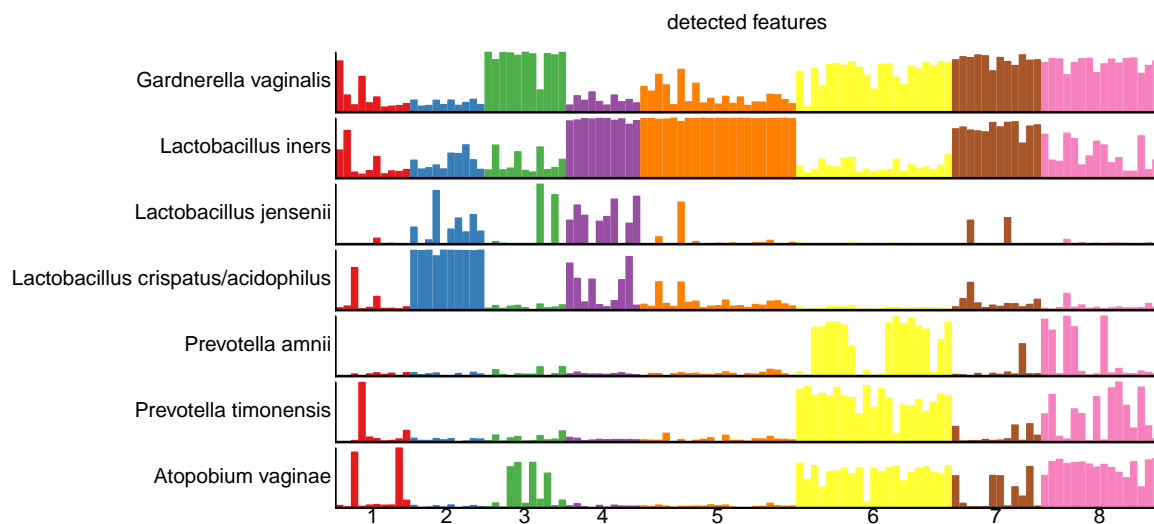 detected features
Gardnerella vaginalis
Lactobacillus iners
Lactobacillus jensenii
Lactobacillus crispatus/acidophilus
Prevotella amnii
Prevotella timonensis
Atopobium vaginae
1 2 3 4 5 6 7 8